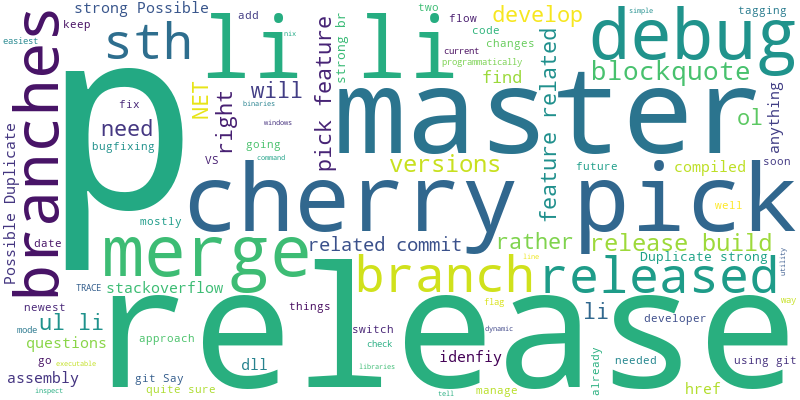 strong Possible
add
two
flow
develop
simple
tagging
easiest
keep
sth
li li
strong br
code
changes
current
programmatically
find
debug
blockquote
nix
NET
will
pick feature
feature related
branches
p
fix
need
bugfixing
right
binaries
windows
master
ol
anything
Possible Duplicate
VS
going
command
versions
future
compiled
soon
cherry pick
well
mostly
date
merge
related commit
rather
release build
line
Duplicate strong
utility
TRACE
stackoverflow
branch
released
newest
release
flag
way
things
li
developer
mode
ul li
switch
dynamic
questions
approach
check
idenfiy
already
go
executable
dll
libraries
needed
using git
assembly
git Say
inspect
quite sure
tell
manage
href